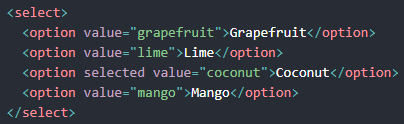 <select>
  <option value="grapefruit">Grapefruit</option>
  <option value="lime">Lime</option>
  <option selected value="coconut">Coconut</option>
  <option value="mango">Mango</option>
</select>